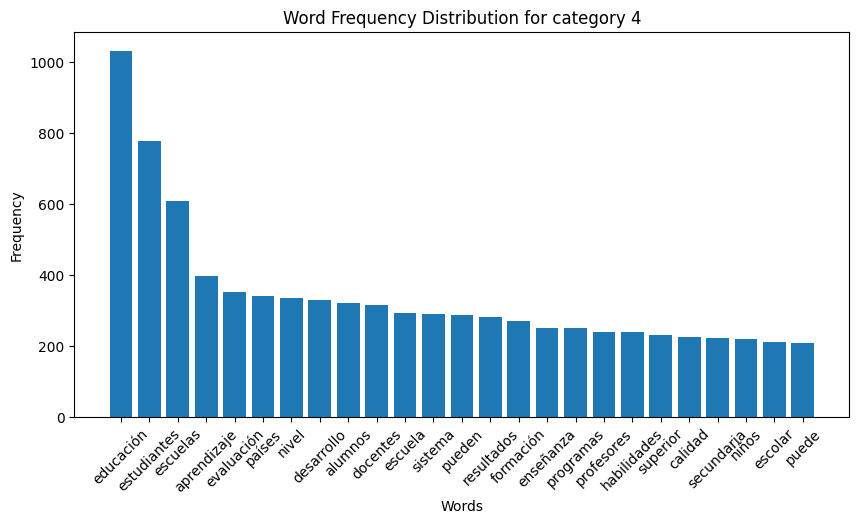 Word Frequency Distribution for category 4
Frequency
1000
800
600
400
200
0
educación
estudiantes
escuelas
aprendizaje
evaluación
países
nivel
desarrollo
alumnos
docentes
escuela
sistema
pueden
resultados
formación
enseñanza
programas
profesores
habilidades
superior
calidad
secundaria
niños
escolar
puede
Words